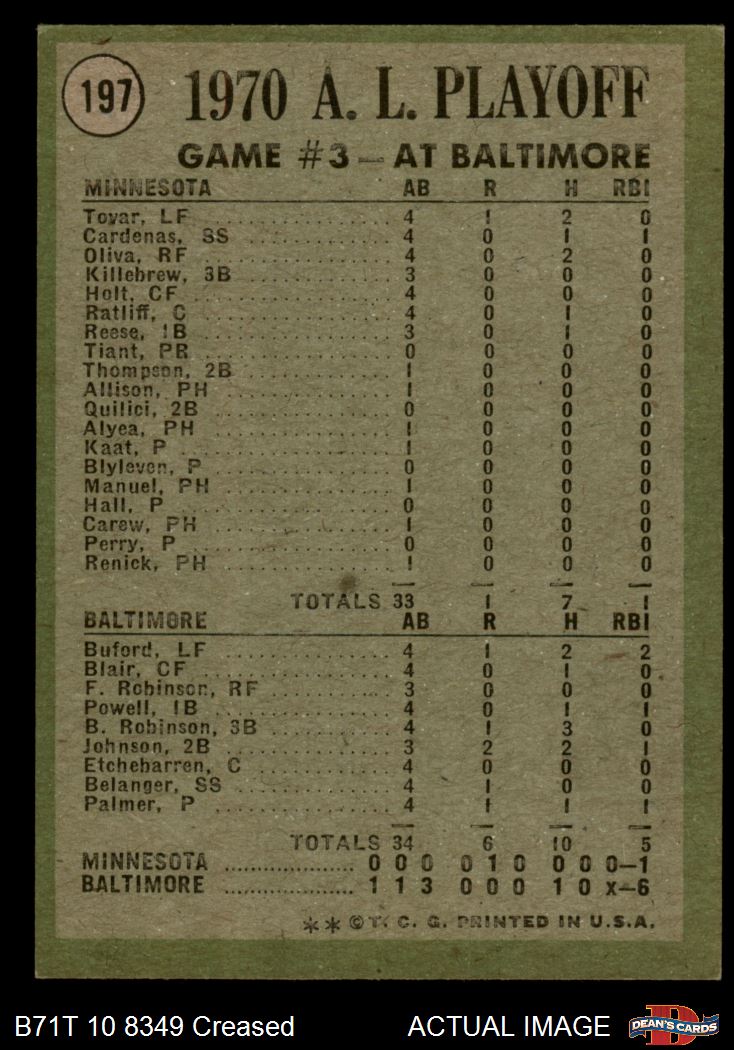 197 1970 A. L. PLAYOFF
GAME #3 — AT BALTIMORE
MINNESOTA AB R H RBI
Tovar, LF .................... 4 1 2 0
Cardenas, SS ............... 4 0 1 1
Oliva, RF .................... 4 0 2 0
Killebrew, 3B ............... 3 0 0 0
Holt, CF .................... 4 0 0 0
Ratliff, C .................... 4 0 1 0
Reese, 1B .................... 3 0 1 0
Tiant, PR .................... 0 0 0 0
Thompson, 2B ............... 1 0 0 0
Allison, PH ................. 1 0 0 0
Quilici, 2B .................. 0 0 0 0
Alyea, PH .................... 1 0 0 0
Kaat, P ...................... 1 0 0 0
Blyleven, P .................. 0 0 0 0
Manuel, PH .................. 1 0 0 0
Hall, P ...................... 0 0 0 0
Carew, PH .................... 1 0 0 0
Perry, P ..................... 0 0 0 0
Renick, PH .................. 1 0 0 0
TOTALS 33 1 7 1
BALTIMORE AB R H RBI
Buford, LF ................... 4 1 2 2
Blair, CF .................... 4 0 1 0
F. Robinson, RF ............ 3 0 0 0
Powell, 1B ................... 4 0 1 1
B. Robinson, 3B ............ 4 1 3 0
Johnson, 2B ................. 3 2 2 1
Etchebarren, C ............. 4 0 0 0
Belanger, SS ................ 4 1 0 0
Palmer, P .................... 4 1 1 1
TOTALS 34 6 10 5
MINNESOTA .................... 0 0 0 0 1 0 0 0 0—1
BALTIMORE .................... 1 1 3 0 0 0 1 0 x—6
** © T. C. G. PRINTED IN U.S.A.
B71T 10 8349 Creased ACTUAL IMAGE DEAN'S CARDS